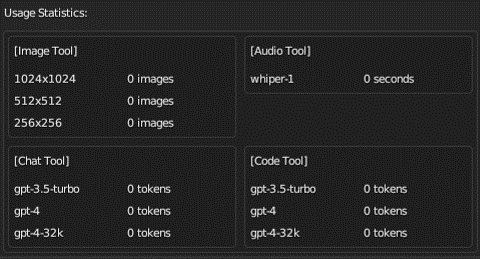 Usage Statistics:
[Image Tool]
1024x1024 0 images
512x512 0 images
256x256 0 images
[Audio Tool]
whiper-1 0 seconds
[Chat Tool]
gpt-3.5-turbo 0 tokens
gpt-4 0 tokens
gpt-4-32k 0 tokens
[Code Tool]
gpt-3.5-turbo 0 tokens
gpt-4 0 tokens
gpt-4-32k 0 tokens